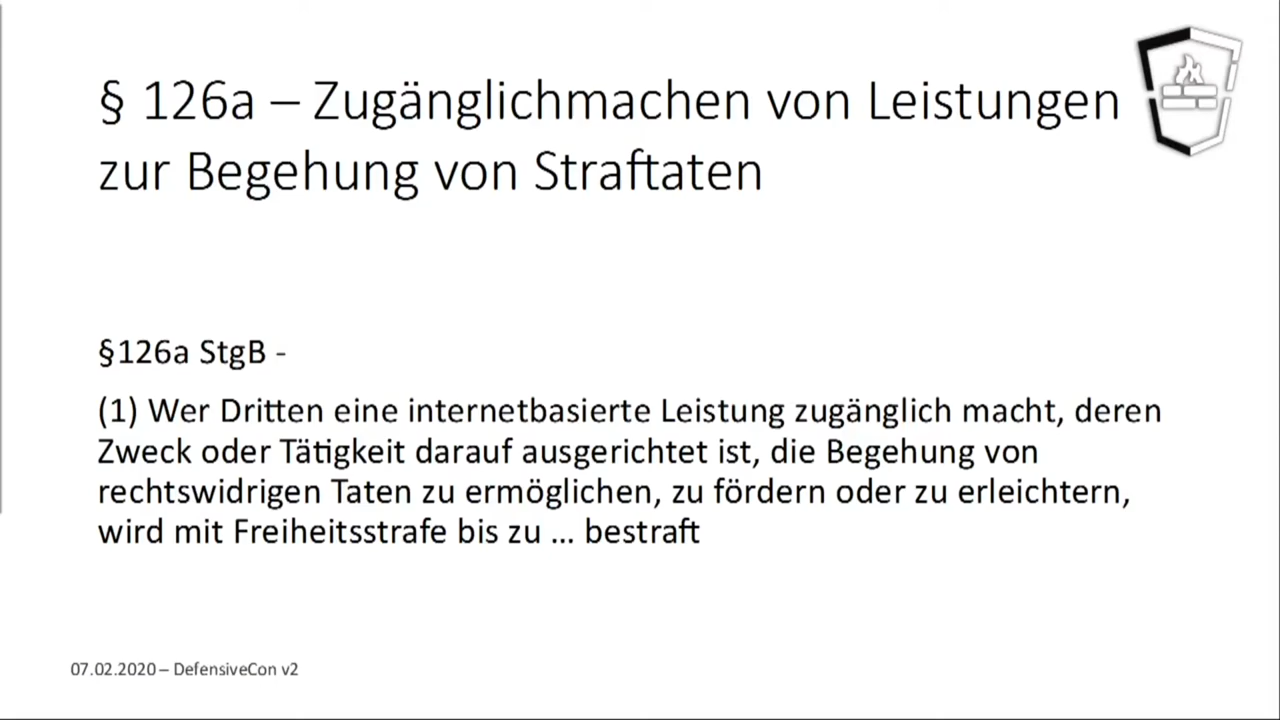 § 126a – Zugänglichmachen von Leistungen
zur Begehung von Straftaten
§126a StgB -
(1) Wer Dritten eine internetbasierte Leistung zugänglich macht, deren
Zweck oder Tätigkeit darauf ausgerichtet ist, die Begehung von
rechtswidrigen Taten zu ermöglichen, zu fördern oder zu erleichtern,
wird mit Freiheitsstrafe bis zu ... bestraft
07.02.2020 – DefensiveCon v2